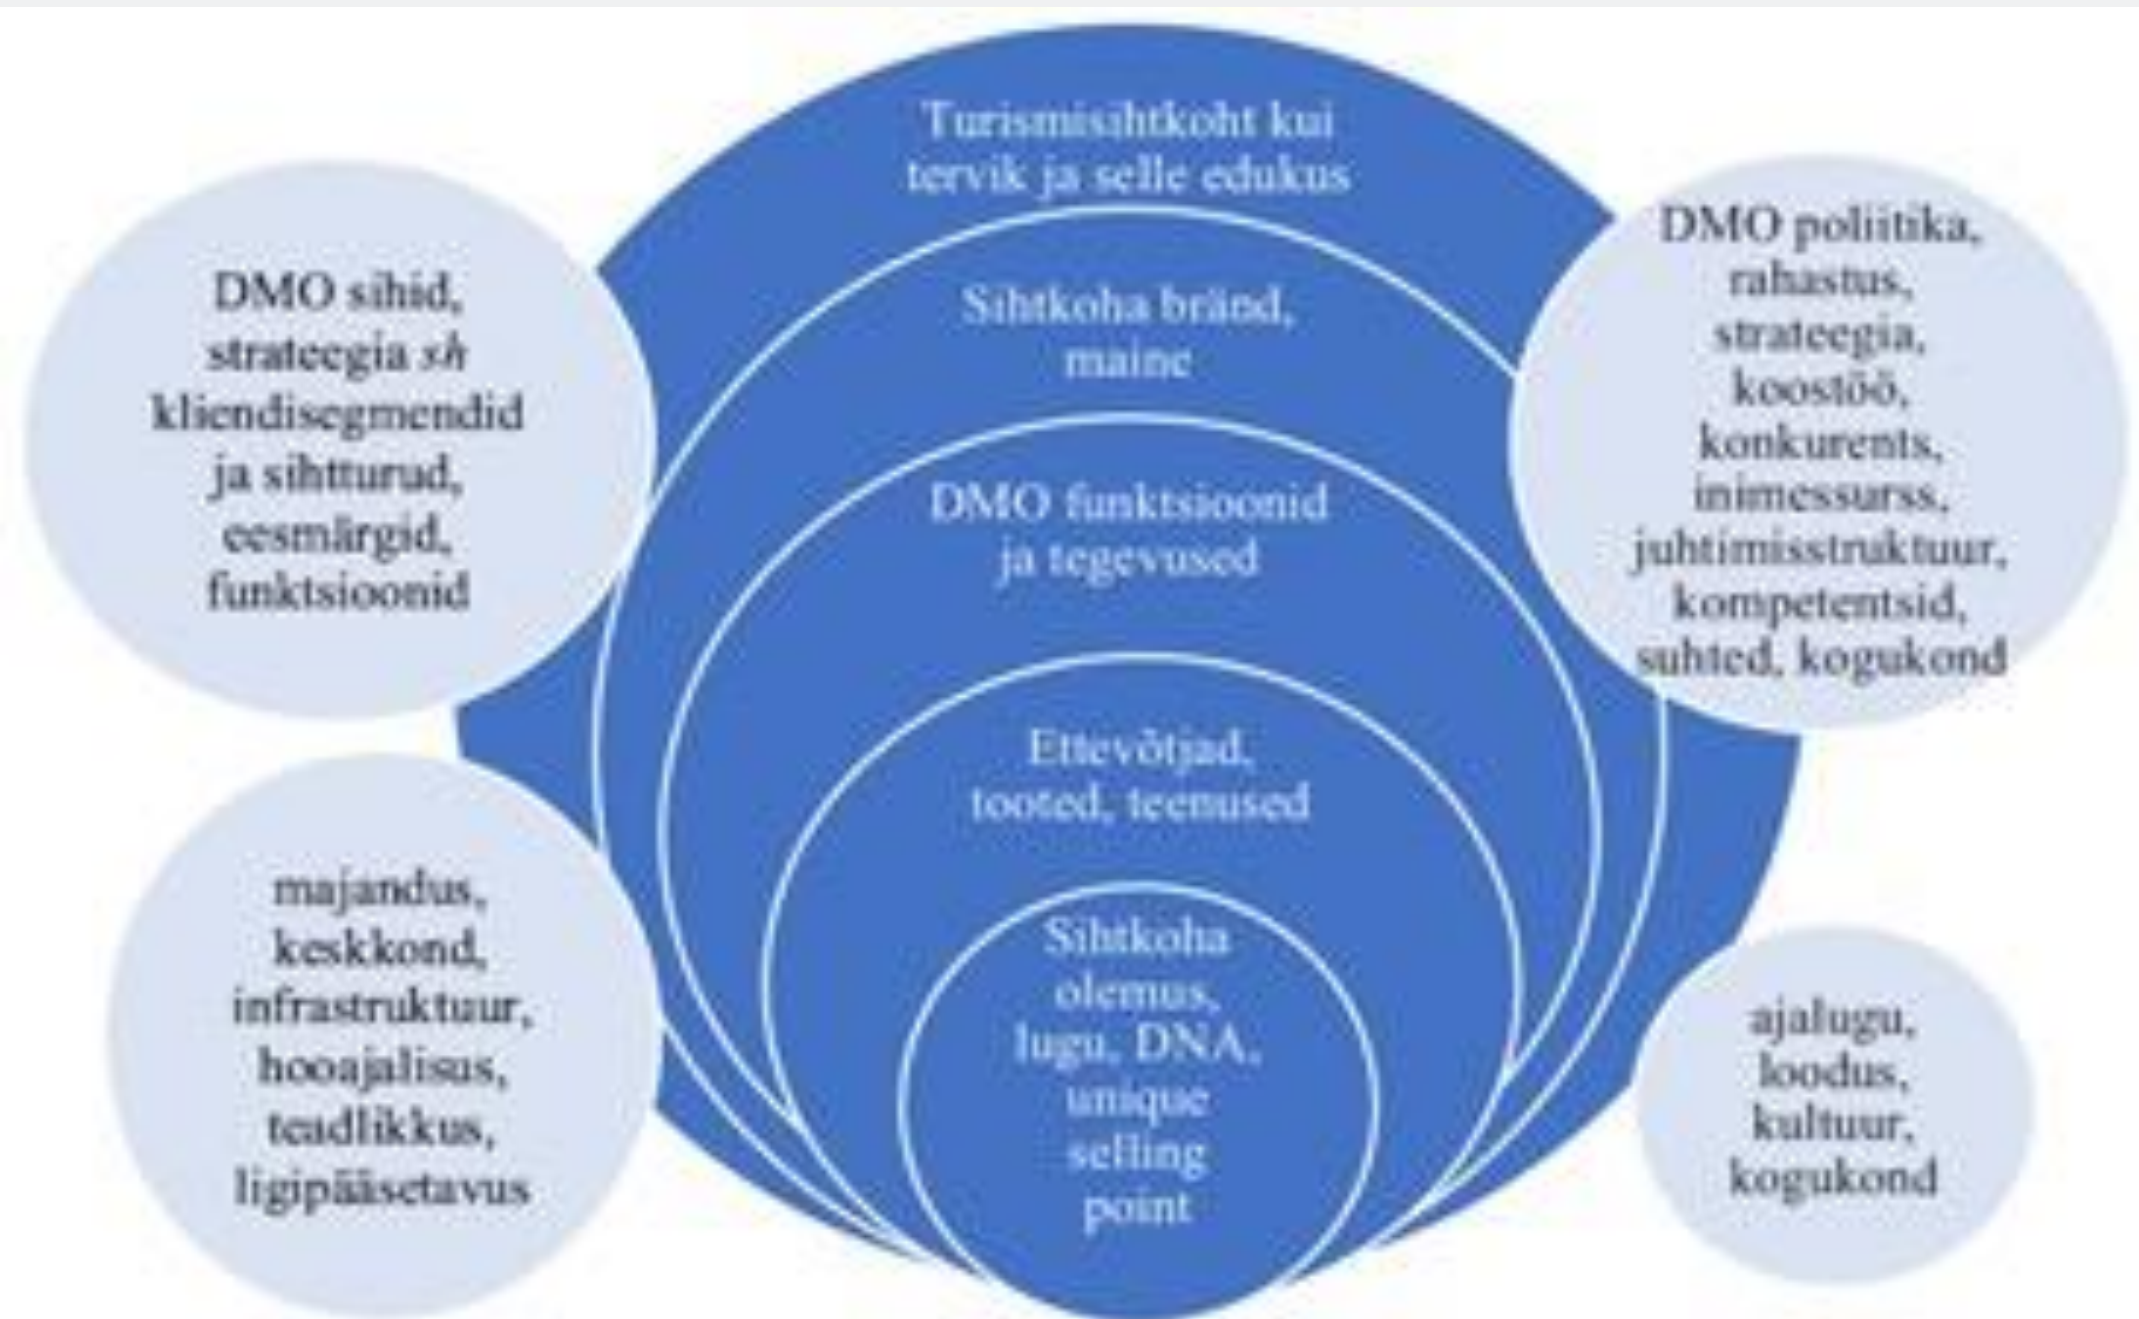 Turismisihtkoht kui
tervik ja selle edukus
Sihtkoha bränd,
maine
DMO funktsioonid
ja tegevused
Ettevõtjad,
tooted, teenused
Sihtkoha
olemus,
lugu, DNA,
unique
selling
point
DMO sihid,
strateegia sh
kliendisegmendid
ja sihtturud,
eesmärgid,
funktsioonid
DMO poliitika,
rahastus,
strateegia,
koostöö,
konkurents,
inimessurss,
juhtimisstruktuur,
kompetentsid,
suhted, kogukond
majandus,
keskkond,
infrastruktuur,
hooajalisus,
teadlikkus,
ligipääsetavus
ajalugu,
loodus,
kultuur,
kogukond